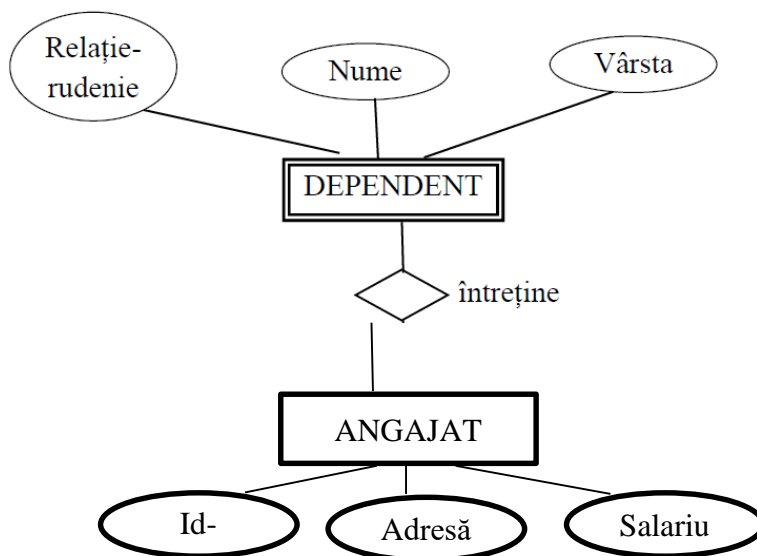 Relație-
rudenie
Nume
Vârsta
DEPENDENT
întreține
ANGAJAT
Id-
Adresă
Salariu